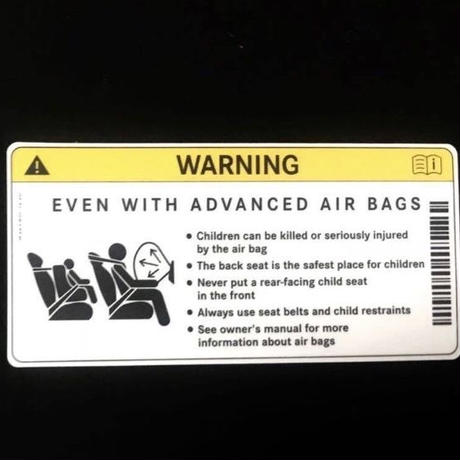 WARNING
EVEN WITH ADVANCED AIR BAGS
• Children can be killed or seriously injured
by the air bag
• The back seat is the safest place for children
• Never put a rear-facing child seat
in the front
• Always use seat belts and child restraints
• See owner's manual for more
information about air bags